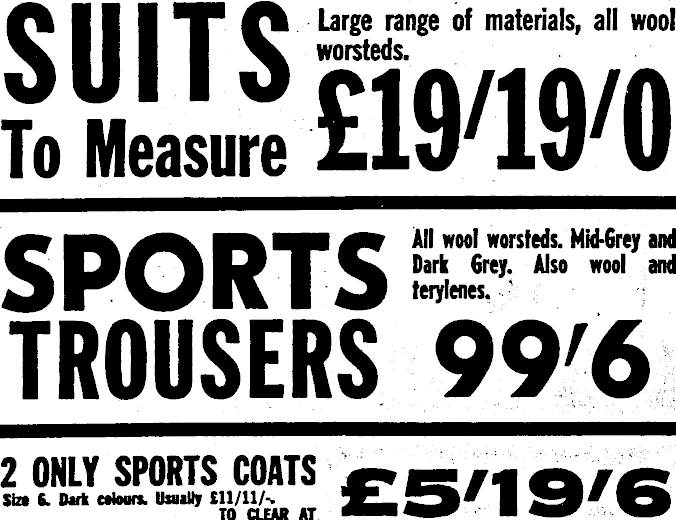 SUITS
To Measure
Large range of materials, all wool
worsteds.
£19/19/0
SPORTS
TROUSERS
All wool worsteds. Mid-Grey and
Dark Grey. Also wool and
terylenes.
99'6
2 ONLY SPORTS COATS
Size 6. Dark colours. Usually £11/11/-.
TO CLEAR AT
£5'19'6